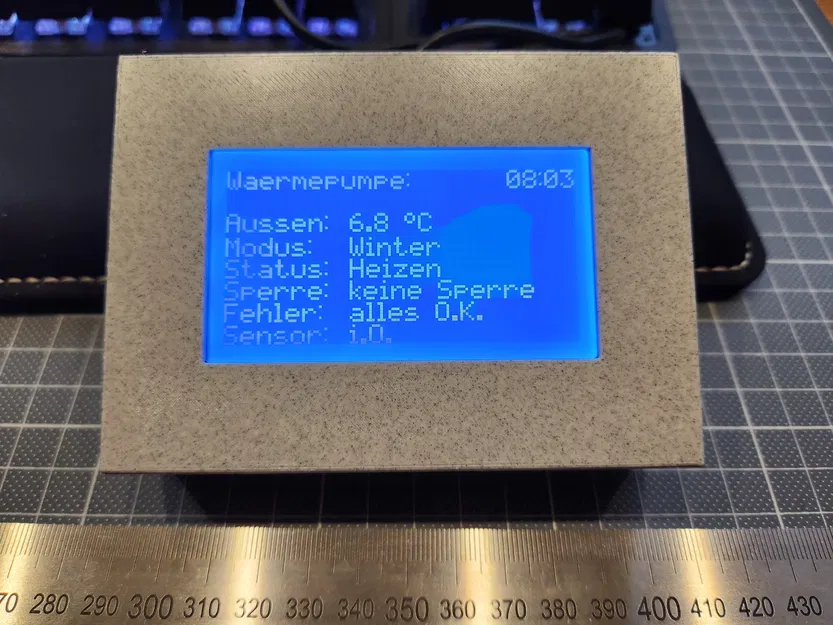 Waermepumpe: 08:03
Aussen: 6.8 °C
Modus: Winter
Status: Heizen
Sperre: keine Sperre
Fehler: alles O.K.
Sensor: i.O.
70 280 290 300 310 320 330 340 350 360 370 380 390 400 410 420 430